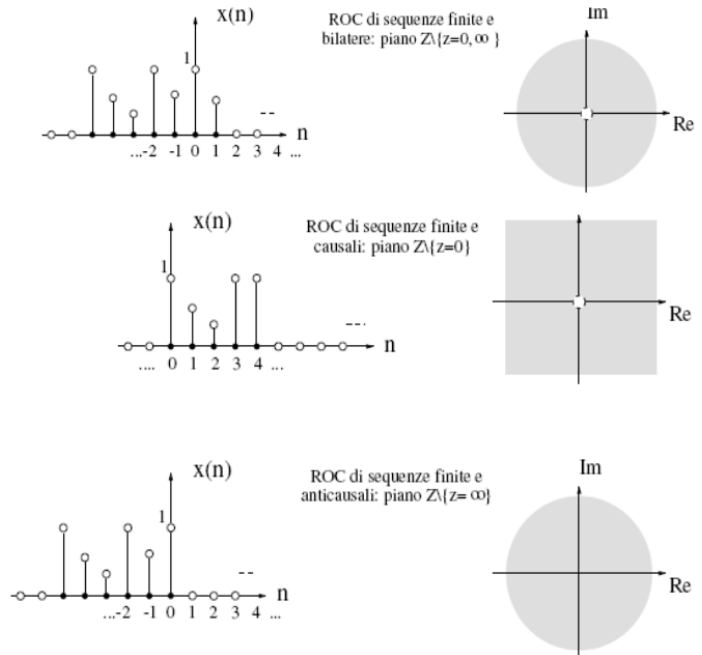 x(n)
1
n
...-2 -1 0 1 2 3 4 ...
ROC di sequenze finite e
bilatere: piano Z\{z=0,∞ }
Im
Re
x(n)
1
n
.... 0 1 2 3 4 ...
ROC di sequenze finite e
causali: piano Z\{z=0}
Re
x(n)
1
n
...-2 -1 0 1 2 3 4 ...
ROC di sequenze finite e
anticausali: piano Z\{z= ∞}
Im
Re